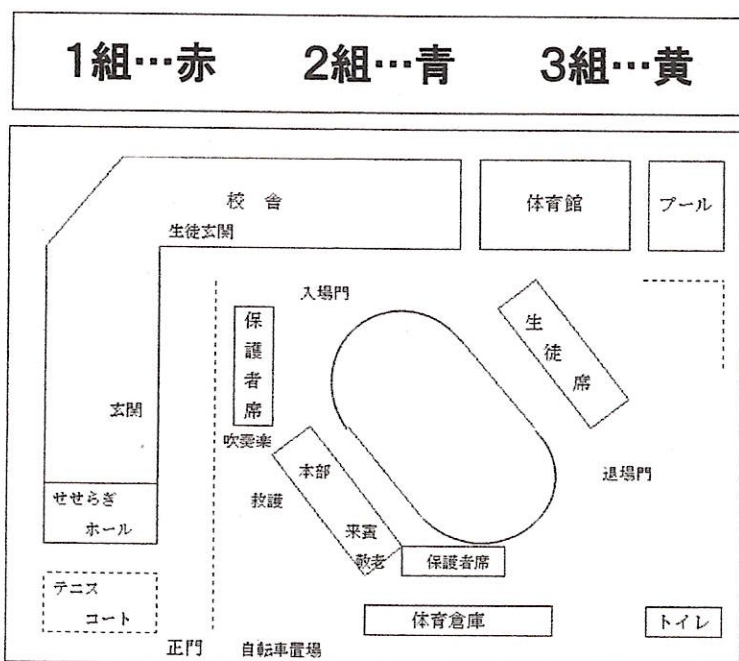 1組…赤 2組…青 3組…黄
校 舎
体育館
プール
生徒玄関
入場門
保護者席
生徒席
玄関
吹奏楽
本部
救護
退場門
せせらぎ
ホール
来賓
敬老
保護者席
テニス
コート
体育倉庫
トイレ
正門
自転車置場